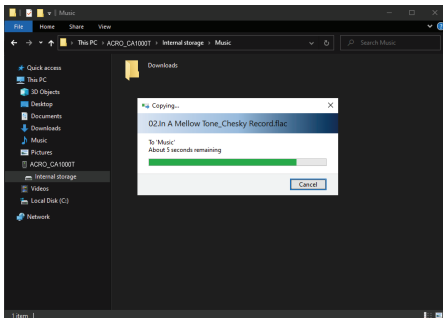 Music
File Home Share View
This PC › ACRO_CA1000T › Internal storage › Music
Search Music
Quick access
This PC
3D Objects
Desktop
Documents
Downloads
Music
Pictures
ACRO_CA1000T
Internal storage
Videos
Local Disk (C:)
Network
Downloads
Copying...
02.In A Mellow Tone_Chesky Record.flac
To 'Music'
About 5 seconds remaining
Cancel
1 item